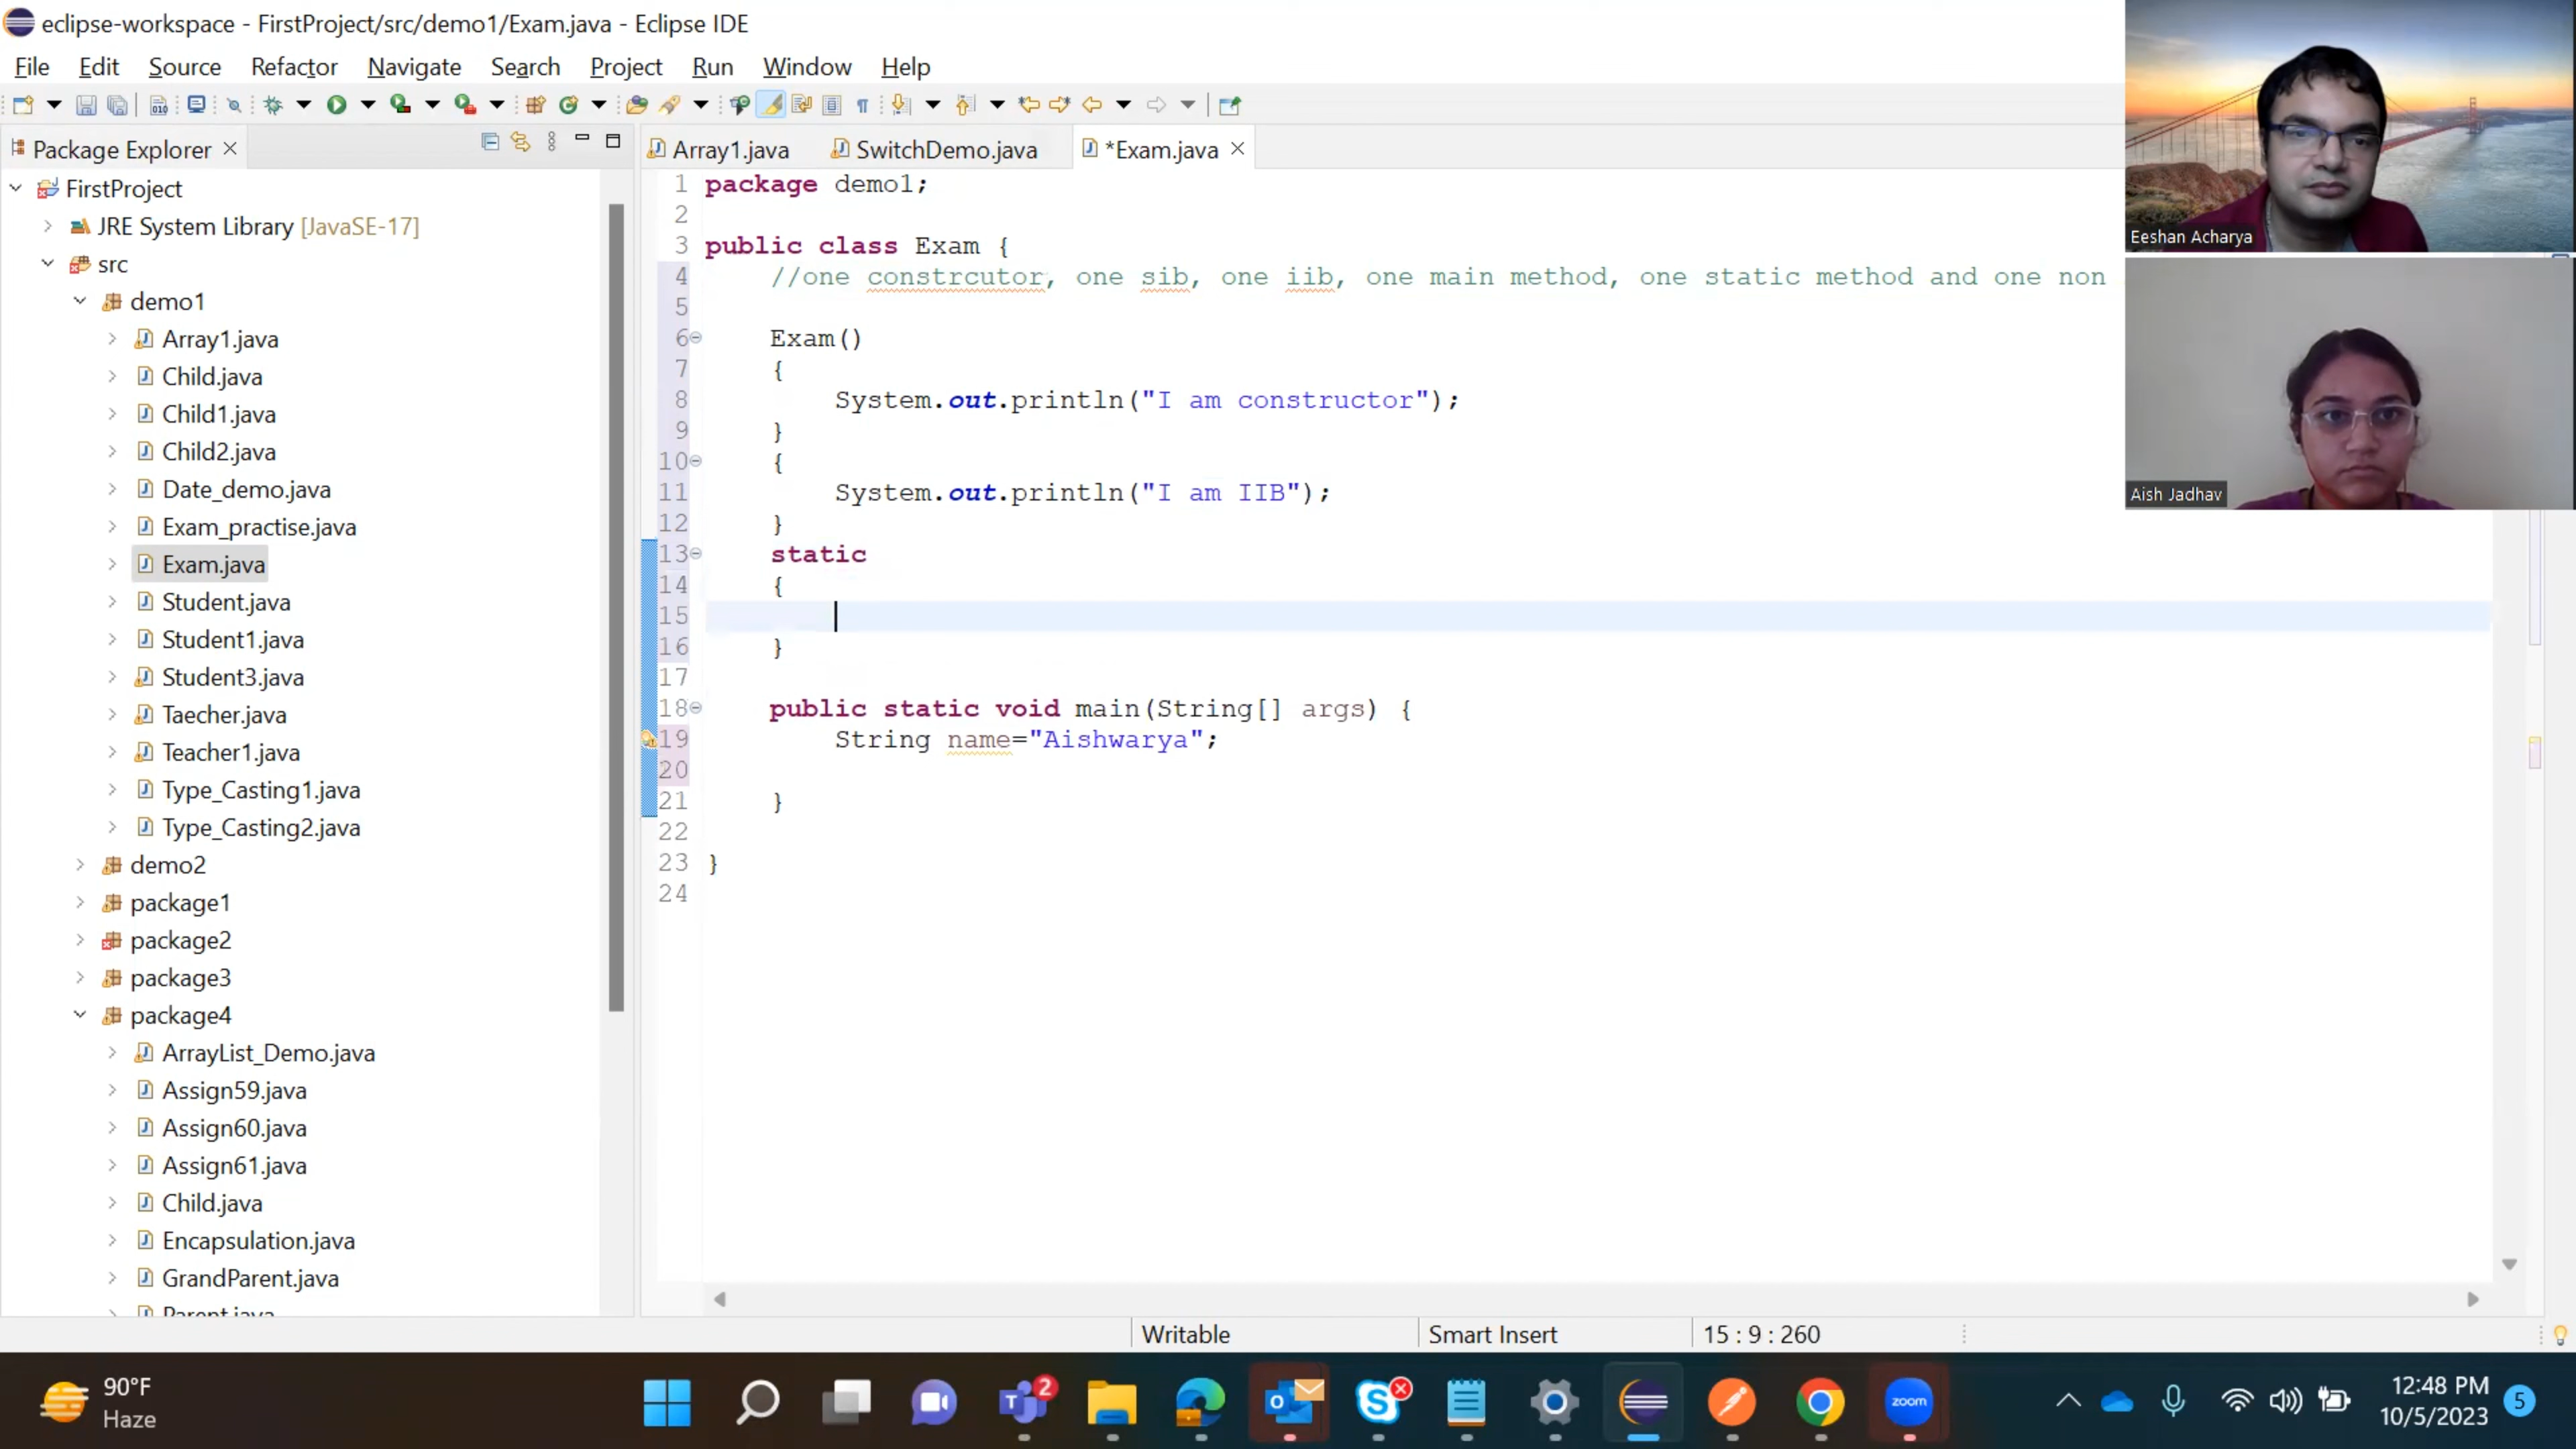 eclipse-workspace - FirstProject/src/demo1/Exam.java - Eclipse IDE
File Edit Source Refactor Navigate Search Project Run Window Help
Package Explorer
Array1.java SwitchDemo.java *Exam.java
FirstProject
JRE System Library [JavaSE-17]
src
demo1
Array1.java
Child.java
Child1.java
Child2.java
Date_demo.java
Exam_practise.java
Exam.java
Student.java
Student1.java
Student3.java
Taecher.java
Teacher1.java
Type_Casting1.java
Type_Casting2.java
demo2
package1
package2
package3
package4
ArrayList_Demo.java
Assign59.java
Assign60.java
Assign61.java
Child.java
Encapsulation.java
GrandParent.java
Parent.java
1 package demo1;
2
3 public class Exam {
4 //one constrcutor, one sib, one iib, one main method, one static method and one non
5
6 Exam()
7 {
8 System.out.println("I am constructor");
9 }
10 {
11 System.out.println("I am IIB");
12 }
13 static
14 {
15
16 }
17
18 public static void main(String[] args) {
19 String name="Aishwarya";
20
21 }
22
23 }
24
Eeshan Acharya
Aish Jadhav
Writable Smart Insert 15 : 9 : 260
90°F
Haze
2
zoom
12:48 PM
10/5/2023
5